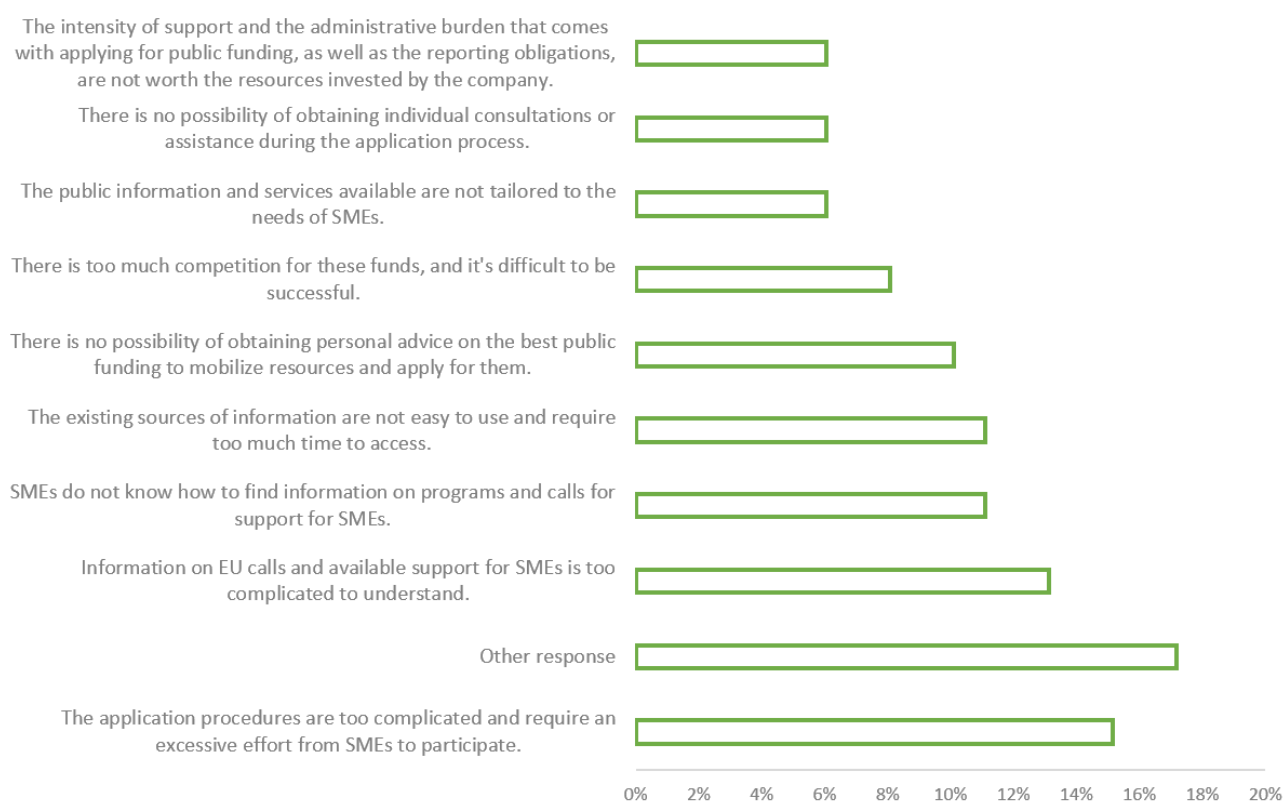 The intensity of support and the administrative burden that comes
with applying for public funding, as well as the reporting obligations,
are not worth the resources invested by the company.
There is no possibility of obtaining individual consultations or
assistance during the application process.
The public information and services available are not tailored to the
needs of SMEs.
There is too much competition for these funds, and it's difficult to be
successful.
There is no possibility of obtaining personal advice on the best public
funding to mobilize resources and apply for them.
The existing sources of information are not easy to use and require
too much time to access.
SMEs do not know how to find information on programs and calls for
support for SMEs.
Information on EU calls and available support for SMEs is too
complicated to understand.
Other response
The application procedures are too complicated and require an
excessive effort from SMEs to participate.
0% 2% 4% 6% 8% 10% 12% 14% 16% 18% 20%